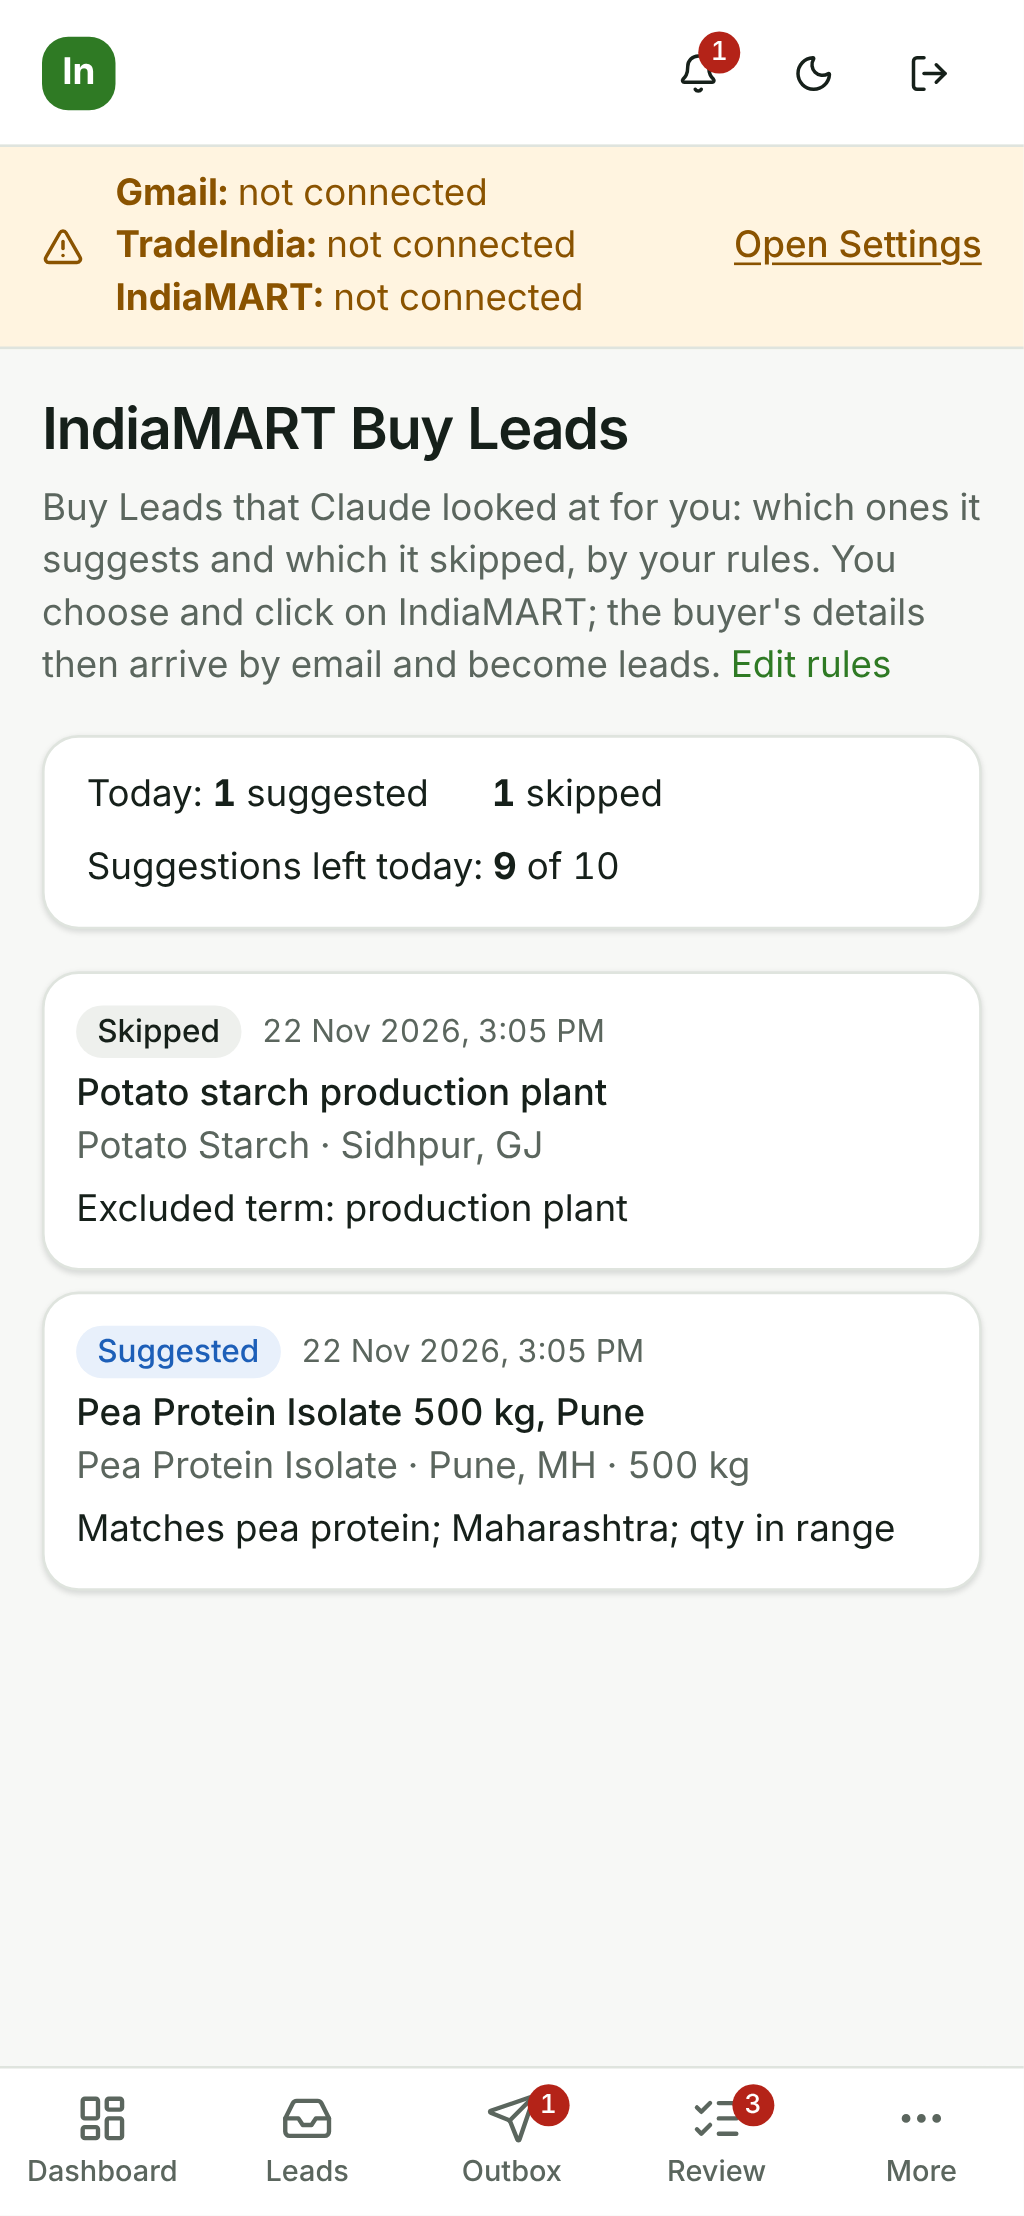 In
1
Gmail: not connected
TradeIndia: not connected
IndiaMART: not connected
Open Settings
IndiaMART Buy Leads
Buy Leads that Claude looked at for you: which ones it
suggests and which it skipped, by your rules. You
choose and click on IndiaMART; the buyer's details
then arrive by email and become leads. Edit rules
Today: 1 suggested 1 skipped
Suggestions left today: 9 of 10
Skipped 22 Nov 2026, 3:05 PM
Potato starch production plant
Potato Starch · Sidhpur, GJ
Excluded term: production plant
Suggested 22 Nov 2026, 3:05 PM
Pea Protein Isolate 500 kg, Pune
Pea Protein Isolate · Pune, MH · 500 kg
Matches pea protein; Maharashtra; qty in range
1 3
Dashboard Leads Outbox Review More